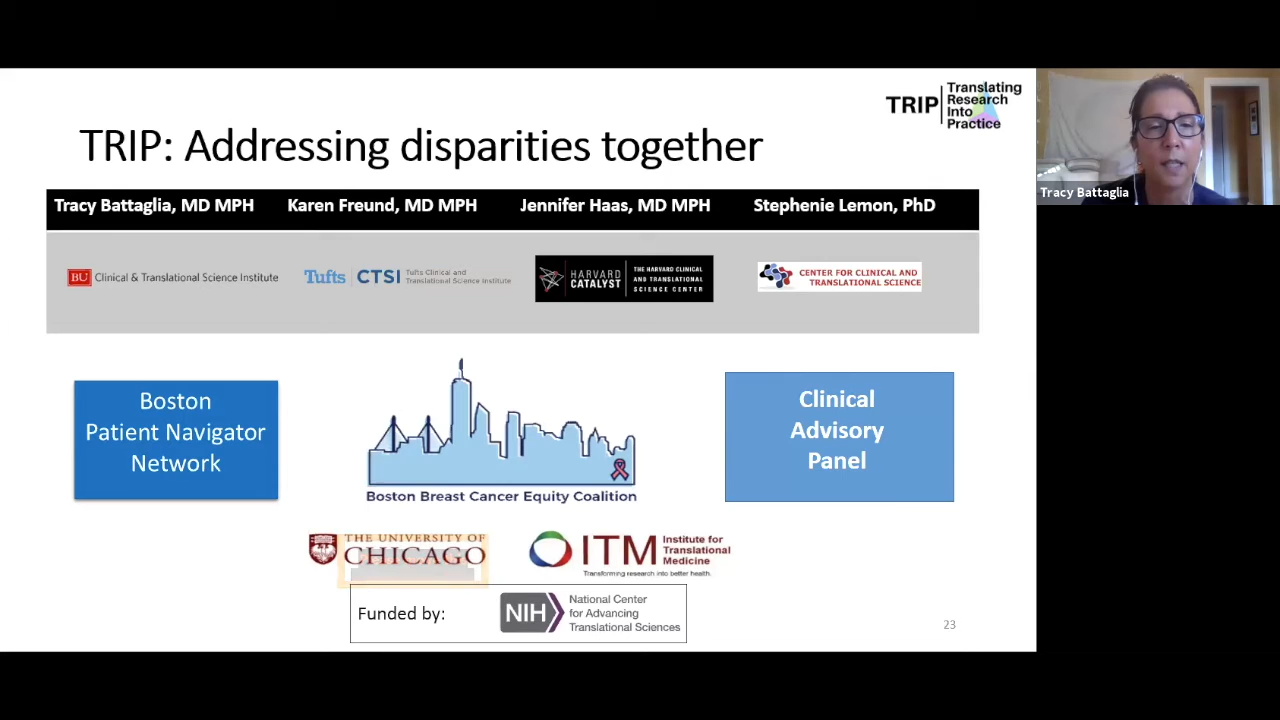 TRIP
Translating
Research
Into
Practice
TRIP: Addressing disparities together
Tracy Battaglia
Tracy Battaglia, MD MPH
Karen Freund, MD MPH
Jennifer Haas, MD MPH
Stephenie Lemon, PhD
BU Clinical & Translational Science Institute
Tufts CTSI
Tufts Clinical and
Translational Science Institute
HARVARD
CATALYST
THE HARVARD CLINICAL
AND TRANSLATIONAL
SCIENCE CENTER
CENTER FOR CLINICAL AND
TRANSLATIONAL SCIENCE
Boston
Patient Navigator
Network
Boston Breast Cancer Equity Coalition
Clinical
Advisory
Panel
THE UNIVERSITY OF
CHICAGO
ITM
Institute for
Translational
Medicine
Transforming research into better health.
Funded by:
NIH
National Center
for Advancing
Translational Sciences
23